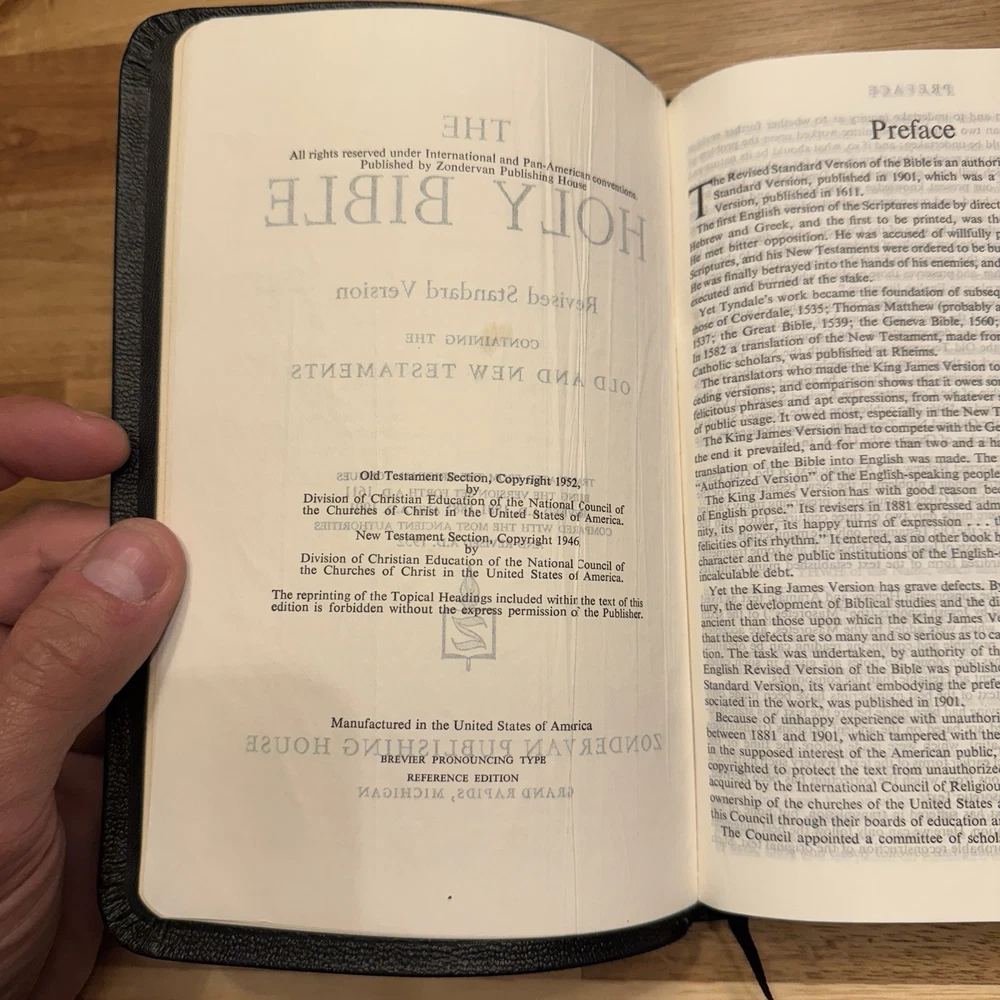 All rights reserved under International and Pan-American conventions.
Published by Zondervan Publishing House
Old Testament Section, Copyright 1952,
by
Division of Christian Education of the National Council of
the Churches of Christ in the United States of America.
New Testament Section, Copyright 1946
by
Division of Christian Education of the National Council of
the Churches of Christ in the United States of America.
The reprinting of the Topical Headings included within the text of this
edition is forbidden without the express permission of the Publisher.
Manufactured in the United States of America
BREVIER PRONOUNCING TYPE
REFERENCE EDITION
Preface
The Revised Standard Version of the Bible is an authori
Standard Version, published in 1901, which was a
Version, published in 1611.
The first English version of the Scriptures made by direct
Hebrew and Greek, and the first to be printed, was th
He met bitter opposition. He was accused of willfully p
Scriptures, and his New Testaments were ordered to be bu
He was finally betrayed into the hands of his enemies, and
executed and burned at the stake.
Yet Tyndale's work became the foundation of subseq
those of Coverdale, 1535; Thomas Matthew (probably a
1537; the Great Bible, 1539; the Geneva Bible, 1560;
In 1582 a translation of the New Testament, made from
Catholic scholars, was published at Rheims.
The translators who made the King James Version to
ceding versions; and comparison shows that it owes so
felicitous phrases and apt expressions, from whatever
of public usage. It owed most, especially in the New T
The King James Version had to compete with the Ge
the end it prevailed, and for more than two and a ha
translation of the Bible into English was made. The
"Authorized Version" of the English-speaking people
The King James Version has with good reason be
of English prose." Its revisers in 1881 expressed adm
nity, its power, its happy turns of expression . . . h
felicities of its rhythm." It entered, as no other book h
character and the public institutions of the English-
incalculable debt.
Yet the King James Version has grave defects. By
tury, the development of Biblical studies and the di
ancient than those upon which the King James Ve
that these defects are so many and so serious as to ca
tion. The task was undertaken, by authority of th
English Revised Version of the Bible was publishe
Standard Version, its variant embodying the prefe
sociated in the work, was published in 1901.
Because of unhappy experience with unauthori
between 1881 and 1901, which tampered with the
in the supposed interest of the American public,
copyrighted to protect the text from unauthorized
acquired by the International Council of Religiou
ownership of the churches of the United States a
this Council through their boards of education a
The Council appointed a committee of schol